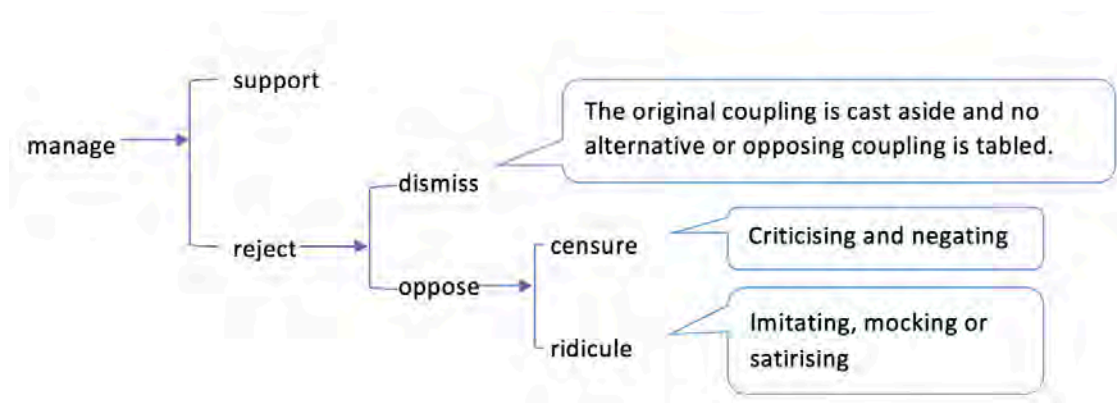 support
The original coupling is cast aside and no
alternative or opposing coupling is tabled.
manage
dismiss
reject
censure
Criticising and negating
oppose
ridicule
Imitating, mocking or
satirising